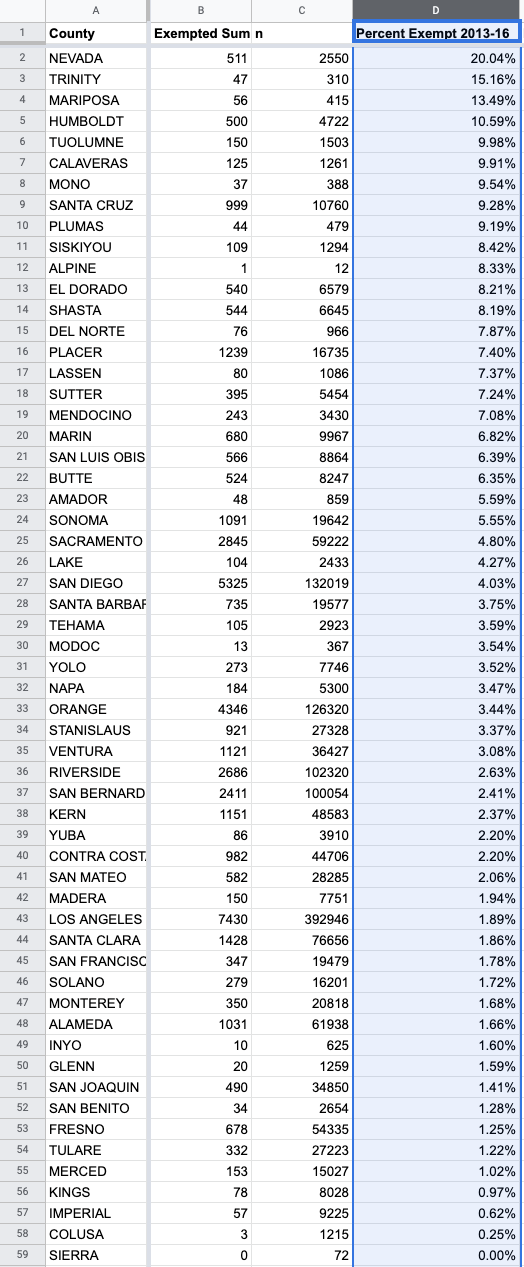 A B C D
1 County Exempted Sum n Percent Exempt 2013-16
2 NEVADA 511 2550 20.04%
3 TRINITY 47 310 15.16%
4 MARIPOSA 56 415 13.49%
5 HUMBOLDT 500 4722 10.59%
6 TUOLUMNE 150 1503 9.98%
7 CALAVERAS 125 1261 9.91%
8 MONO 37 388 9.54%
9 SANTA CRUZ 999 10760 9.28%
10 PLUMAS 44 479 9.19%
11 SISKIYOU 109 1294 8.42%
12 ALPINE 1 12 8.33%
13 EL DORADO 540 6579 8.21%
14 SHASTA 544 6645 8.19%
15 DEL NORTE 76 966 7.87%
16 PLACER 1239 16735 7.40%
17 LASSEN 80 1086 7.37%
18 SUTTER 395 5454 7.24%
19 MENDOCINO 243 3430 7.08%
20 MARIN 680 9967 6.82%
21 SAN LUIS OBIS 566 8864 6.39%
22 BUTTE 524 8247 6.35%
23 AMADOR 48 859 5.59%
24 SONOMA 1091 19642 5.55%
25 SACRAMENTO 2845 59222 4.80%
26 LAKE 104 2433 4.27%
27 SAN DIEGO 5325 132019 4.03%
28 SANTA BARBAR 735 19577 3.75%
29 TEHAMA 105 2923 3.59%
30 MODOC 13 367 3.54%
31 YOLO 273 7746 3.52%
32 NAPA 184 5300 3.47%
33 ORANGE 4346 126320 3.44%
34 STANISLAUS 921 27328 3.37%
35 VENTURA 1121 36427 3.08%
36 RIVERSIDE 2686 102320 2.63%
37 SAN BERNARD 2411 100054 2.41%
38 KERN 1151 48583 2.37%
39 YUBA 86 3910 2.20%
40 CONTRA COST 982 44706 2.20%
41 SAN MATEO 582 28285 2.06%
42 MADERA 150 7751 1.94%
43 LOS ANGELES 7430 392946 1.89%
44 SANTA CLARA 1428 76656 1.86%
45 SAN FRANCISC 347 19479 1.78%
46 SOLANO 279 16201 1.72%
47 MONTEREY 350 20818 1.68%
48 ALAMEDA 1031 61938 1.66%
49 INYO 10 625 1.60%
50 GLENN 20 1259 1.59%
51 SAN JOAQUIN 490 34850 1.41%
52 SAN BENITO 34 2654 1.28%
53 FRESNO 678 54335 1.25%
54 TULARE 332 27223 1.22%
55 MERCED 153 15027 1.02%
56 KINGS 78 8028 0.97%
57 IMPERIAL 57 9225 0.62%
58 COLUSA 3 1215 0.25%
59 SIERRA 0 72 0.00%